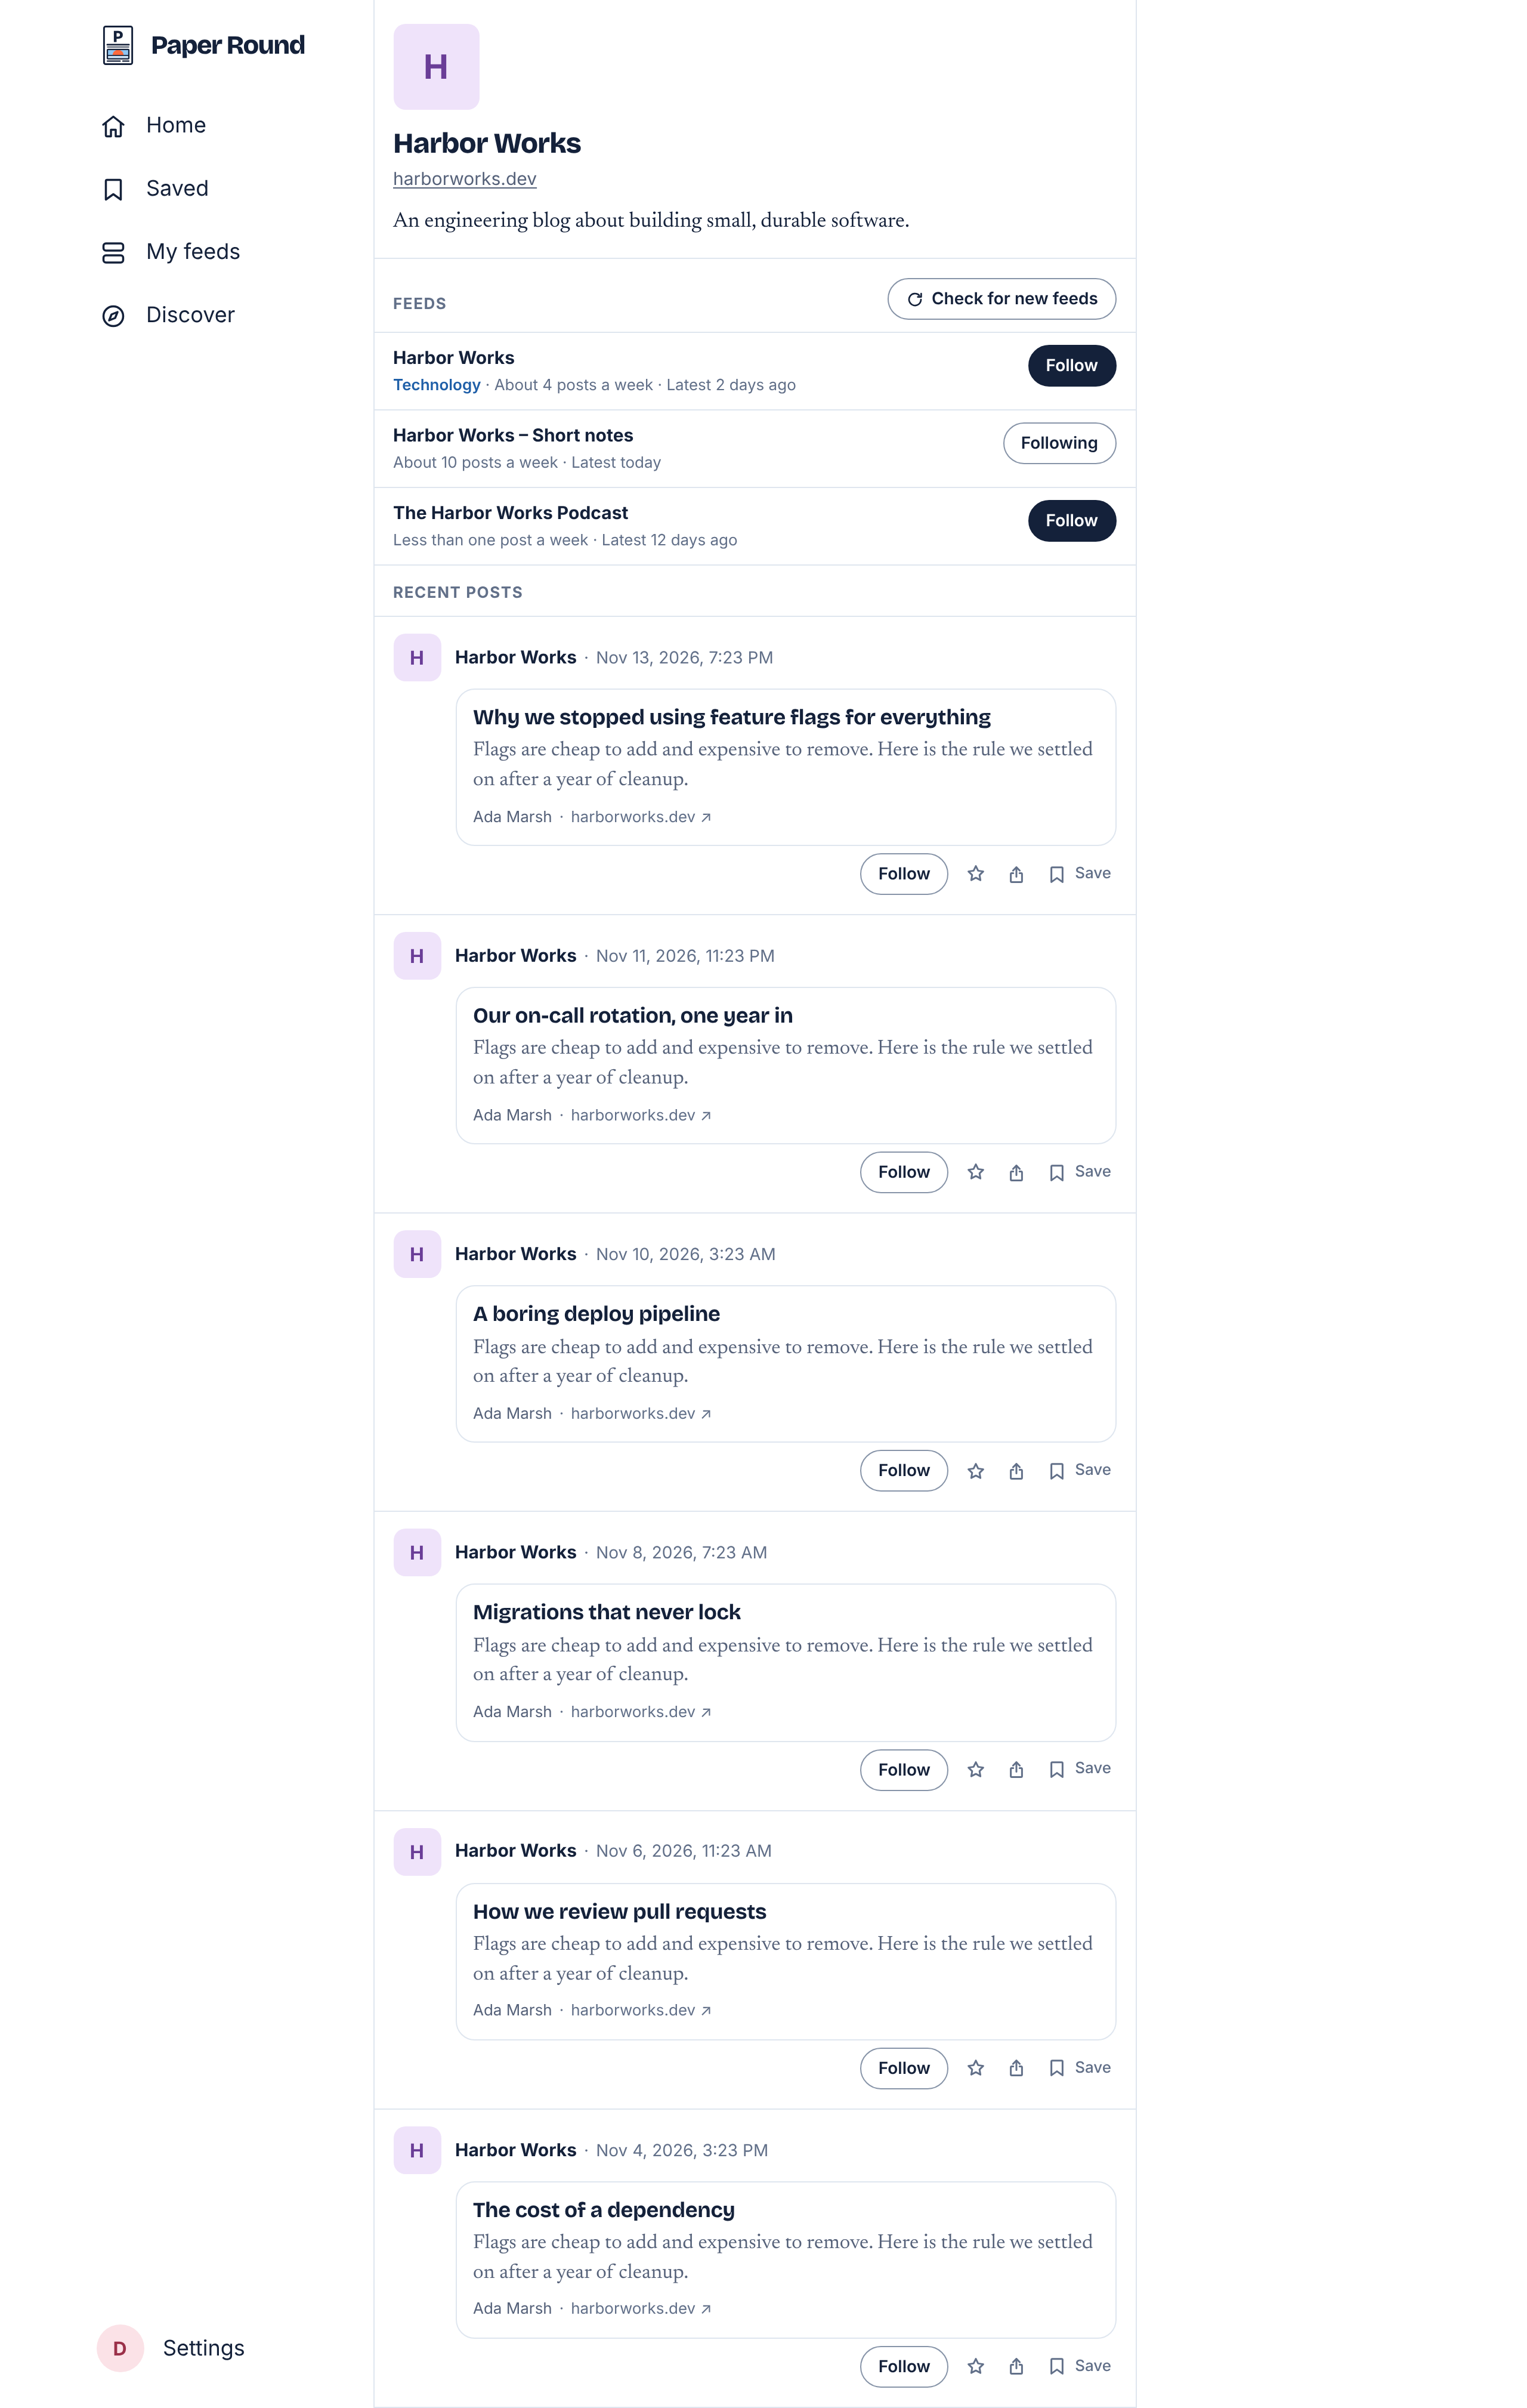 P
Paper Round
Home
Saved
My feeds
Discover
H
Harbor Works
harborworks.dev
An engineering blog about building small, durable software.
FEEDS
Check for new feeds
Harbor Works
Technology · About 4 posts a week · Latest 2 days ago
Follow
Harbor Works – Short notes
About 10 posts a week · Latest today
Following
The Harbor Works Podcast
Less than one post a week · Latest 12 days ago
Follow
RECENT POSTS
H
Harbor Works · Nov 13, 2026, 7:23 PM
Why we stopped using feature flags for everything
Flags are cheap to add and expensive to remove. Here is the rule we settled
on after a year of cleanup.
Ada Marsh · harborworks.dev ↗
Follow
Save
H
Harbor Works · Nov 11, 2026, 11:23 PM
Our on-call rotation, one year in
Flags are cheap to add and expensive to remove. Here is the rule we settled
on after a year of cleanup.
Ada Marsh · harborworks.dev ↗
Follow
Save
H
Harbor Works · Nov 10, 2026, 3:23 AM
A boring deploy pipeline
Flags are cheap to add and expensive to remove. Here is the rule we settled
on after a year of cleanup.
Ada Marsh · harborworks.dev ↗
Follow
Save
H
Harbor Works · Nov 8, 2026, 7:23 AM
Migrations that never lock
Flags are cheap to add and expensive to remove. Here is the rule we settled
on after a year of cleanup.
Ada Marsh · harborworks.dev ↗
Follow
Save
H
Harbor Works · Nov 6, 2026, 11:23 AM
How we review pull requests
Flags are cheap to add and expensive to remove. Here is the rule we settled
on after a year of cleanup.
Ada Marsh · harborworks.dev ↗
Follow
Save
H
Harbor Works · Nov 4, 2026, 3:23 PM
The cost of a dependency
Flags are cheap to add and expensive to remove. Here is the rule we settled
on after a year of cleanup.
Ada Marsh · harborworks.dev ↗
Follow
Save
D
Settings